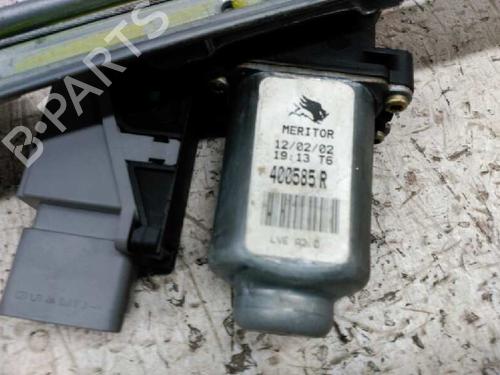 B-PARTS
MERITOR
12/02/02
19:13 T6
400585 R